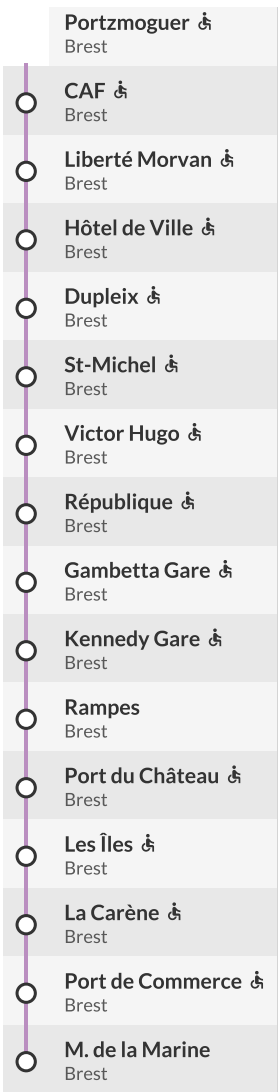 Portzmoguer
Brest
CAF
Brest
Liberté Morvan
Brest
Hôtel de Ville
Brest
Dupleix
Brest
St-Michel
Brest
Victor Hugo
Brest
République
Brest
Gambetta Gare
Brest
Kennedy Gare
Brest
Rampes
Brest
Port du Château
Brest
Les Îles
Brest
La Carène
Brest
Port de Commerce
Brest
M. de la Marine
Brest